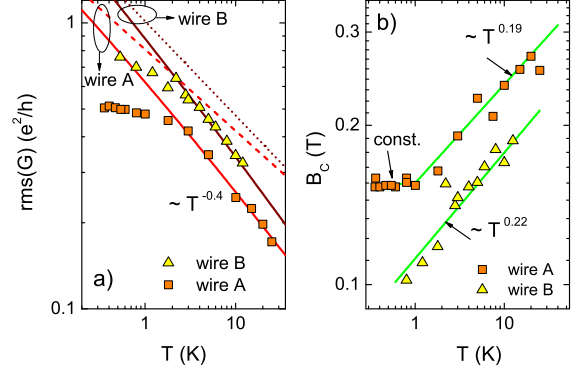 wire B
1
wire A
rms(G) (e²/h)
~ T^-0.4
a)
wire B
wire A
0.1
1
10
T (K)
0.3
~ T^0.19
0.2
const.
B_C (T)
~ T^0.22
b)
wire A
wire B
0.1
1
10
T (K)